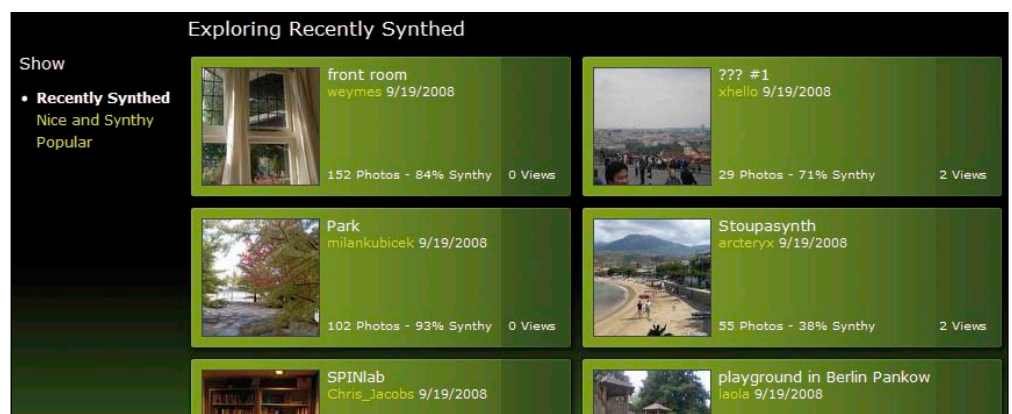 Exploring Recently Synthed
Show
• Recently Synthed
Nice and Synthy
Popular
front room
weymes 9/19/2008
152 Photos - 84% Synthy 0 Views
??? #1
xhello 9/19/2008
29 Photos - 71% Synthy 2 Views
Park
milankubicek 9/19/2008
102 Photos - 93% Synthy 0 Views
Stoupasynth
arcteryx 9/19/2008
55 Photos - 38% Synthy 2 Views
SPINlab
Chris_Jacobs 9/19/2008
playground in Berlin Pankow
laola 9/19/2008